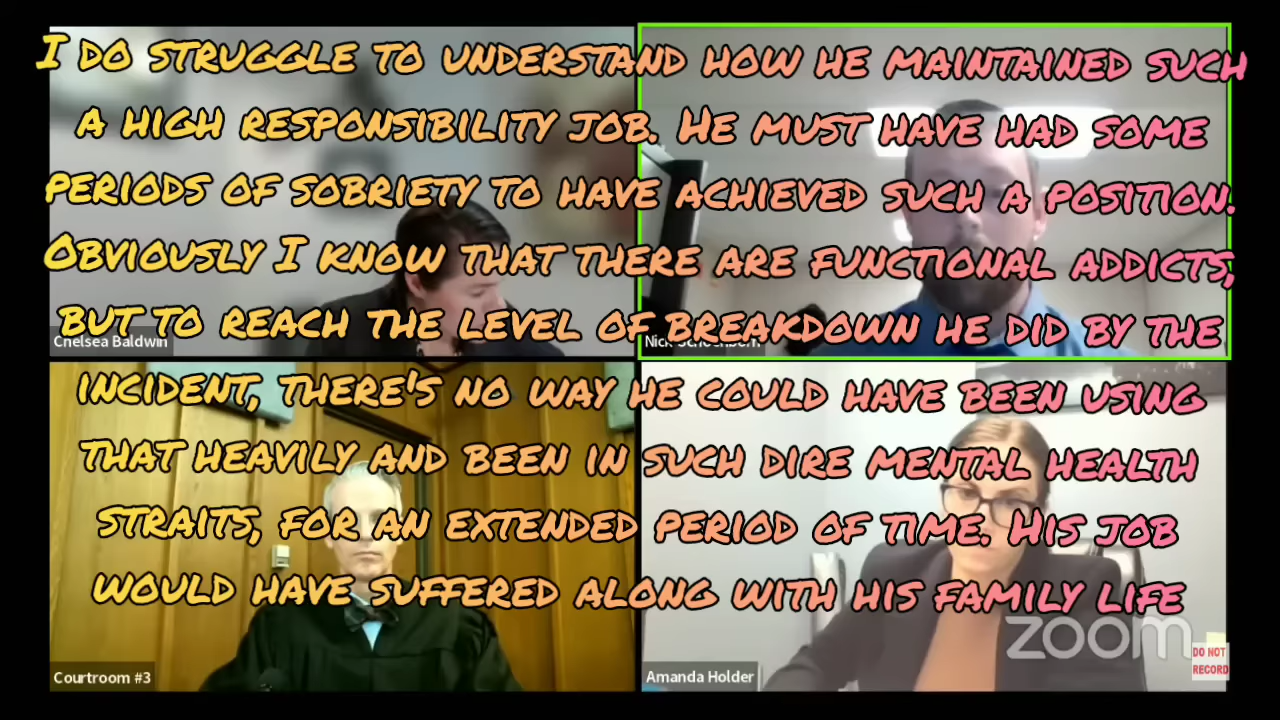 I do struggle to understand how he maintained such
a high responsibility job. He must have had some
periods of sobriety to have achieved such a position.
Obviously I know that there are functional addicts,
but to reach the level of breakdown he did by the
Chelsea Baldwin
Nick
incident, there's no way he could have been using
that heavily and been in such dire mental health
straits, for an extended period of time. His job
would have suffered along with his family life
zoom
DO NOT
RECORD
Courtroom #3
Amanda Holder